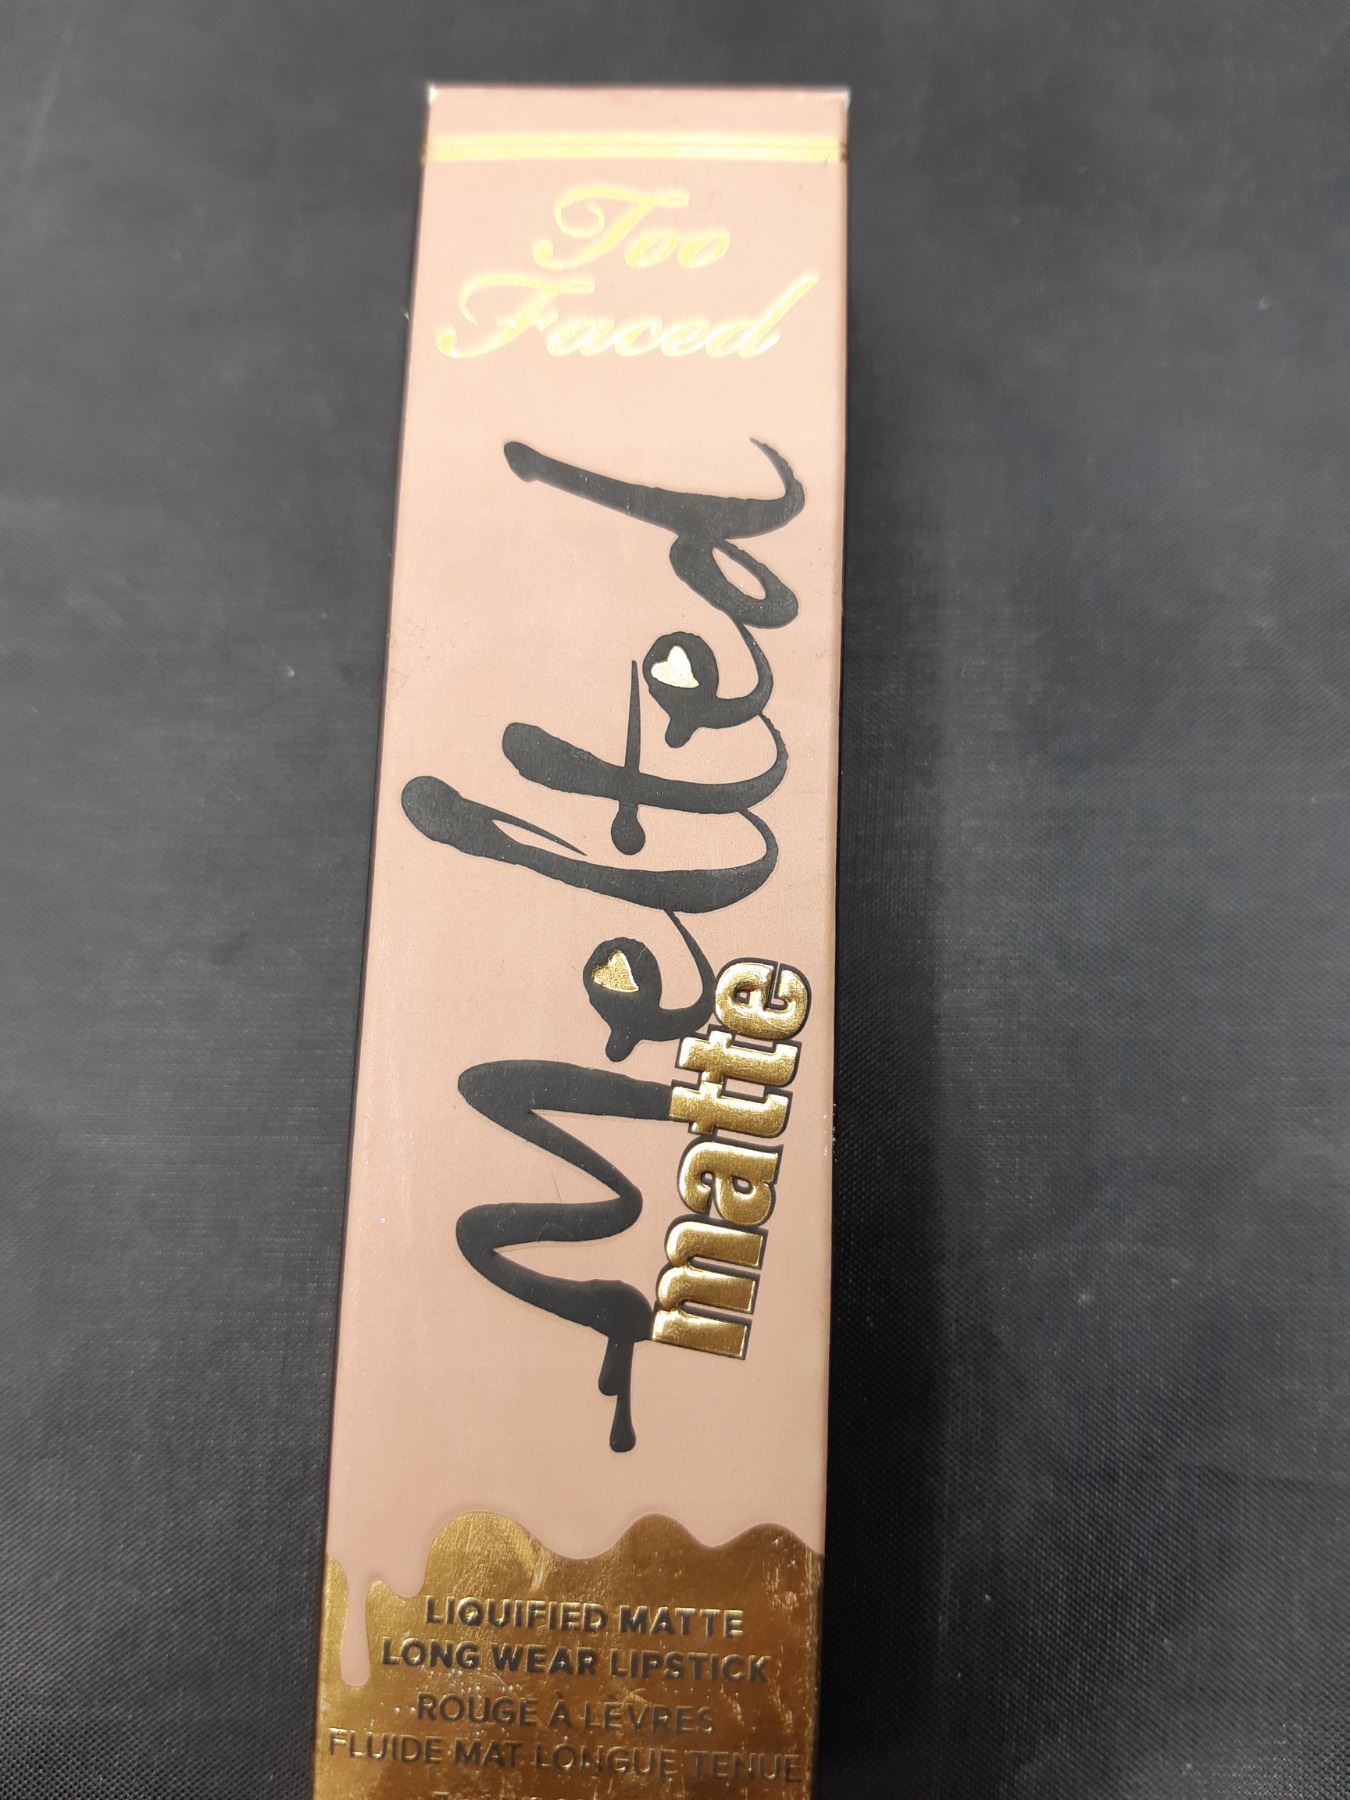 Too
Faced
Melted
matte
LIQUIFIED MATTE
LONG WEAR LIPSTICK
ROUGE À LÈVRES
FLUIDE MAT LONGUE TENUE